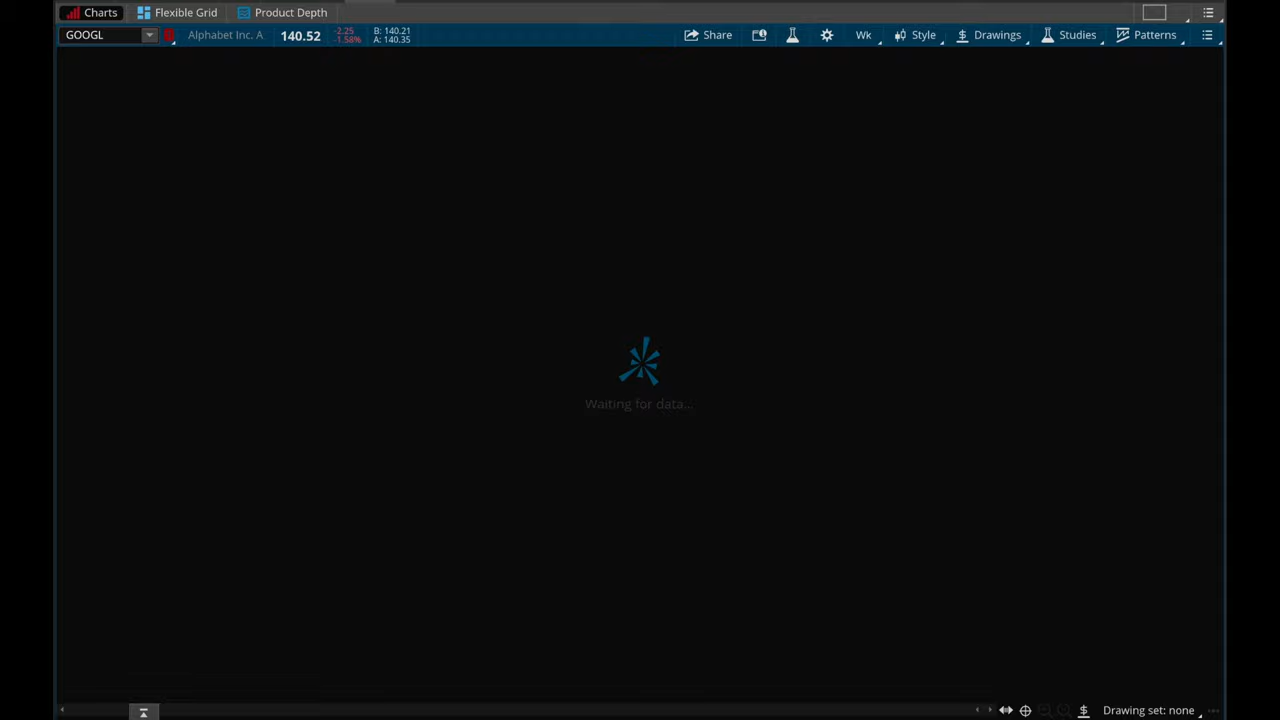 Charts Flexible Grid Product Depth
GOOGL Alphabet Inc. A 140.52 -2.25 B: 140.21 Share Wk Style Drawings Studies Patterns
-1.58% A: 140.35
Waiting for data...
Drawing set: none